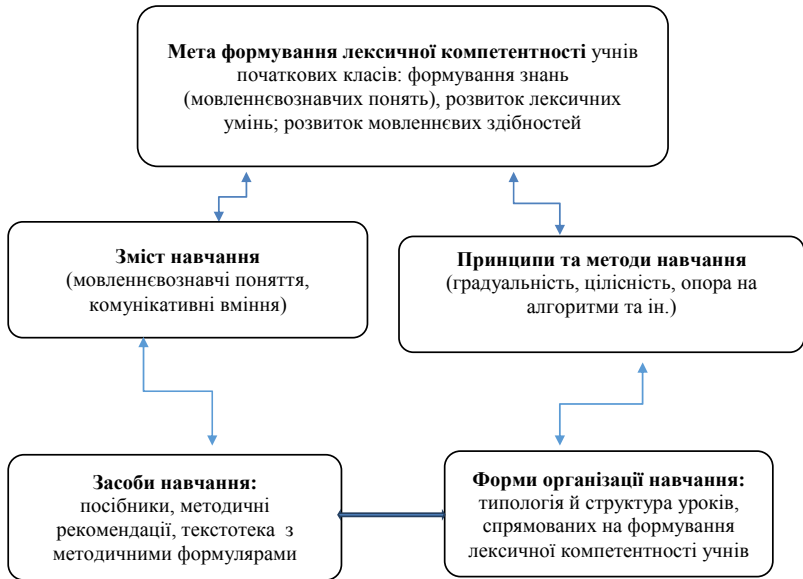 Мета формування лексичної компетентності учнів
початкових класів: формування знань
(мовленнєвознавчих понять), розвиток лексичних
умінь; розвиток мовленнєвих здібностей
Зміст навчання
(мовленнєвознавчі поняття,
комунікативні вміння)
Принципи та методи навчання
(градуальність, цілісність, опора на
алгоритми та ін.)
Засоби навчання:
посібники, методичні
рекомендації, текстотека з
методичними формулярами
Форми організації навчання:
типологія й структура уроків,
спрямованих на формування
лексичної компетентності учнів